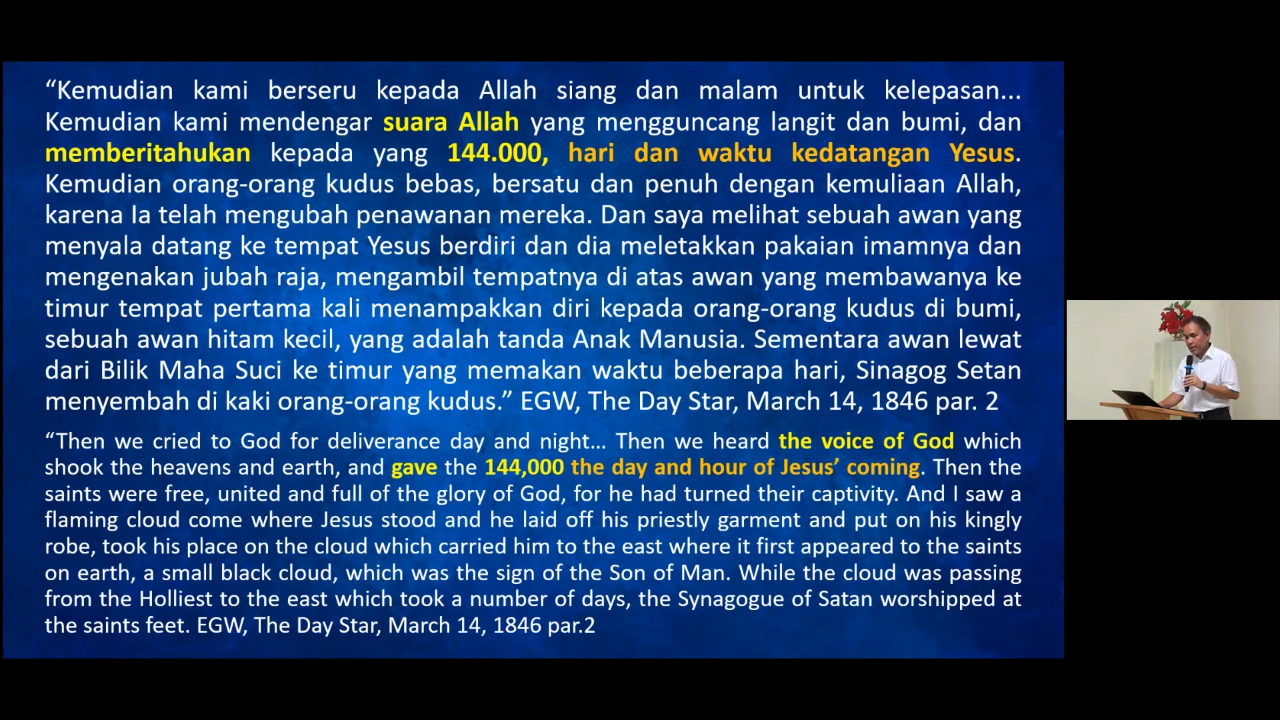 “Kemudian kami berseru kepada Allah siang dan malam untuk kelepasan...
Kemudian kami mendengar suara Allah yang mengguncang langit dan bumi, dan
memberitahukan kepada yang 144.000, hari dan waktu kedatangan Yesus.
Kemudian orang-orang kudus bebas, bersatu dan penuh dengan kemuliaan Allah,
karena Ia telah mengubah penawanan mereka. Dan saya melihat sebuah awan yang
menyala datang ke tempat Yesus berdiri dan dia meletakkan pakaian imamnya dan
mengenakan jubah raja, mengambil tempatnya di atas awan yang membawanya ke
timur tempat pertama kali menampakkan diri kepada orang-orang kudus di bumi,
sebuah awan hitam kecil, yang adalah tanda Anak Manusia. Sementara awan lewat
dari Bilik Maha Suci ke timur yang memakan waktu beberapa hari, Sinagog Setan
menyembah di kaki orang-orang kudus.” EGW, The Day Star, March 14, 1846 par. 2
“Then we cried to God for deliverance day and night… Then we heard the voice of God which
shook the heavens and earth, and gave the 144,000 the day and hour of Jesus’ coming. Then the
saints were free, united and full of the glory of God, for he had turned their captivity. And I saw a
flaming cloud come where Jesus stood and he laid off his priestly garment and put on his kingly
robe, took his place on the cloud which carried him to the east where it first appeared to the saints
on earth, a small black cloud, which was the sign of the Son of Man. While the cloud was passing
from the Holliest to the east which took a number of days, the Synagogue of Satan worshipped at
the saints feet. EGW, The Day Star, March 14, 1846 par.2